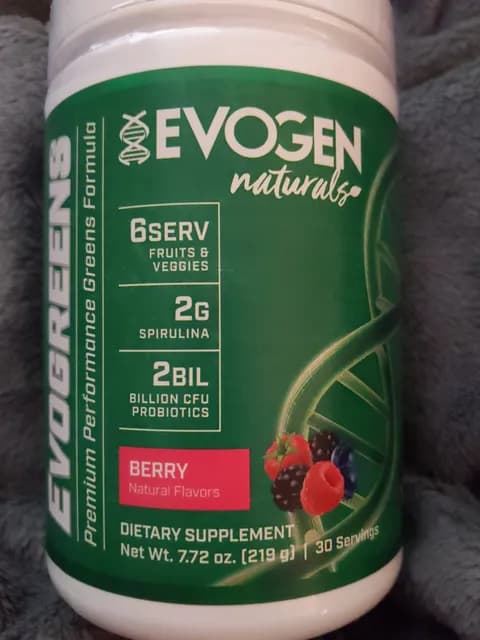 EVOGREENS
Premium Performance Greens Formula
EVOGEN
naturals
6SERV
FRUITS &
VEGGIES
2G
SPIRULINA
2BIL
BILLION CFU
PROBIOTICS
BERRY
Natural Flavors
DIETARY SUPPLEMENT
Net Wt. 7.72 oz. (219 g) | 30 Servings